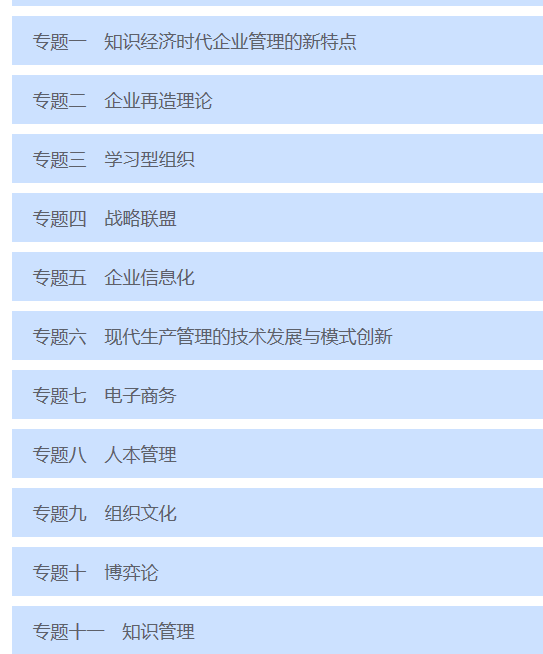 专题一　知识经济时代企业管理的新特点
专题二　企业再造理论
专题三　学习型组织
专题四　战略联盟
专题五　企业信息化
专题六　现代生产管理的技术发展与模式创新
专题七　电子商务
专题八　人本管理
专题九　组织文化
专题十　博弈论
专题十一　知识管理